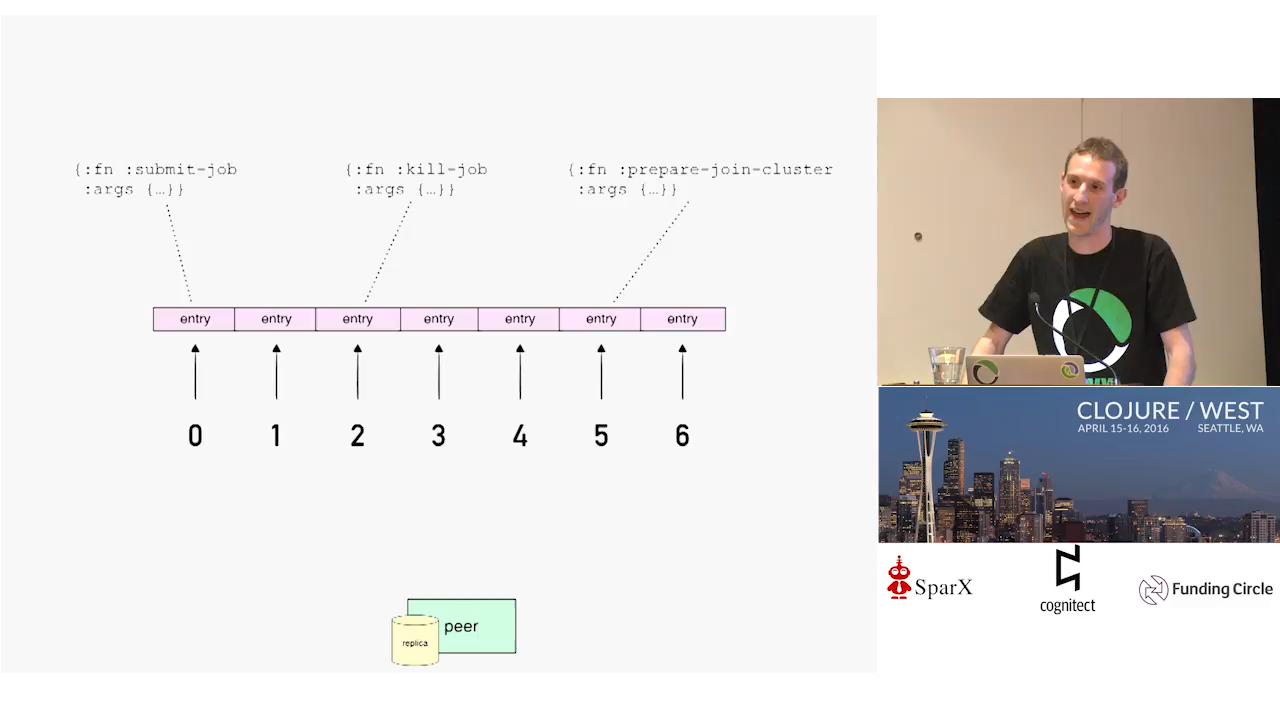 {:fn :submit-job
:args {…}}
{:fn :kill-job
:args {…}}
{:fn :prepare-join-cluster
:args {…}}
entry entry entry entry entry entry entry
0 1 2 3 4 5 6
replica
peer
CLOJURE / WEST
APRIL 15-16, 2016 SEATTLE, WA
SparX
cognitect
Funding Circle